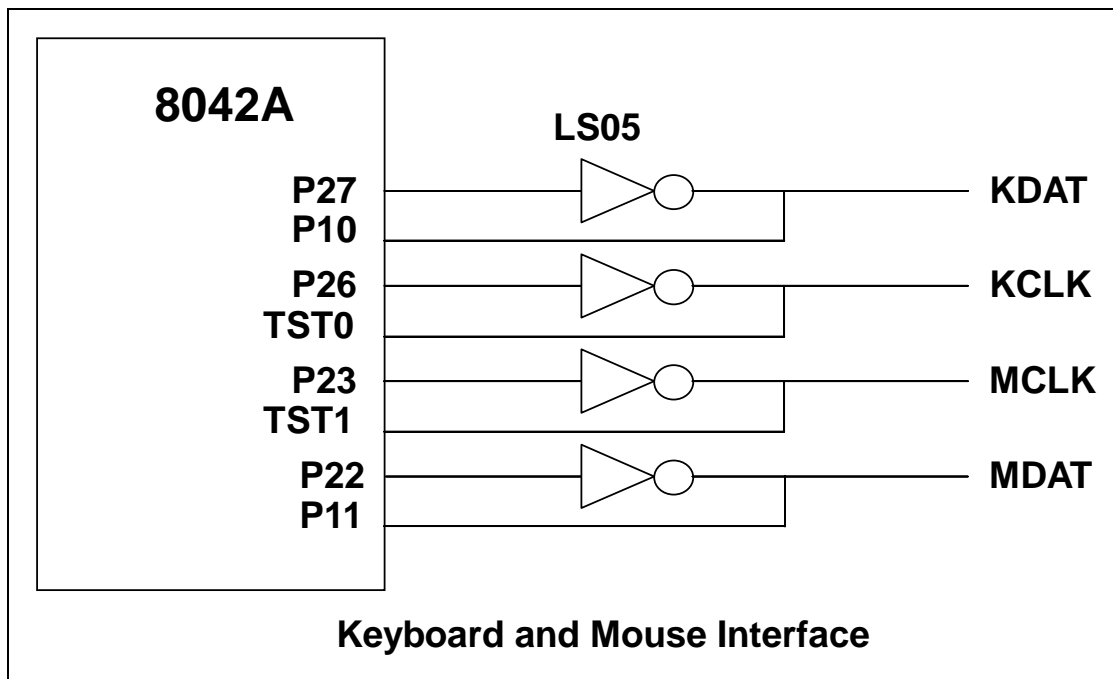 8042A
LS05
P27
KDAT
P10
P26
KCLK
TST0
P23
MCLK
TST1
P22
MDAT
P11
Keyboard and Mouse Interface